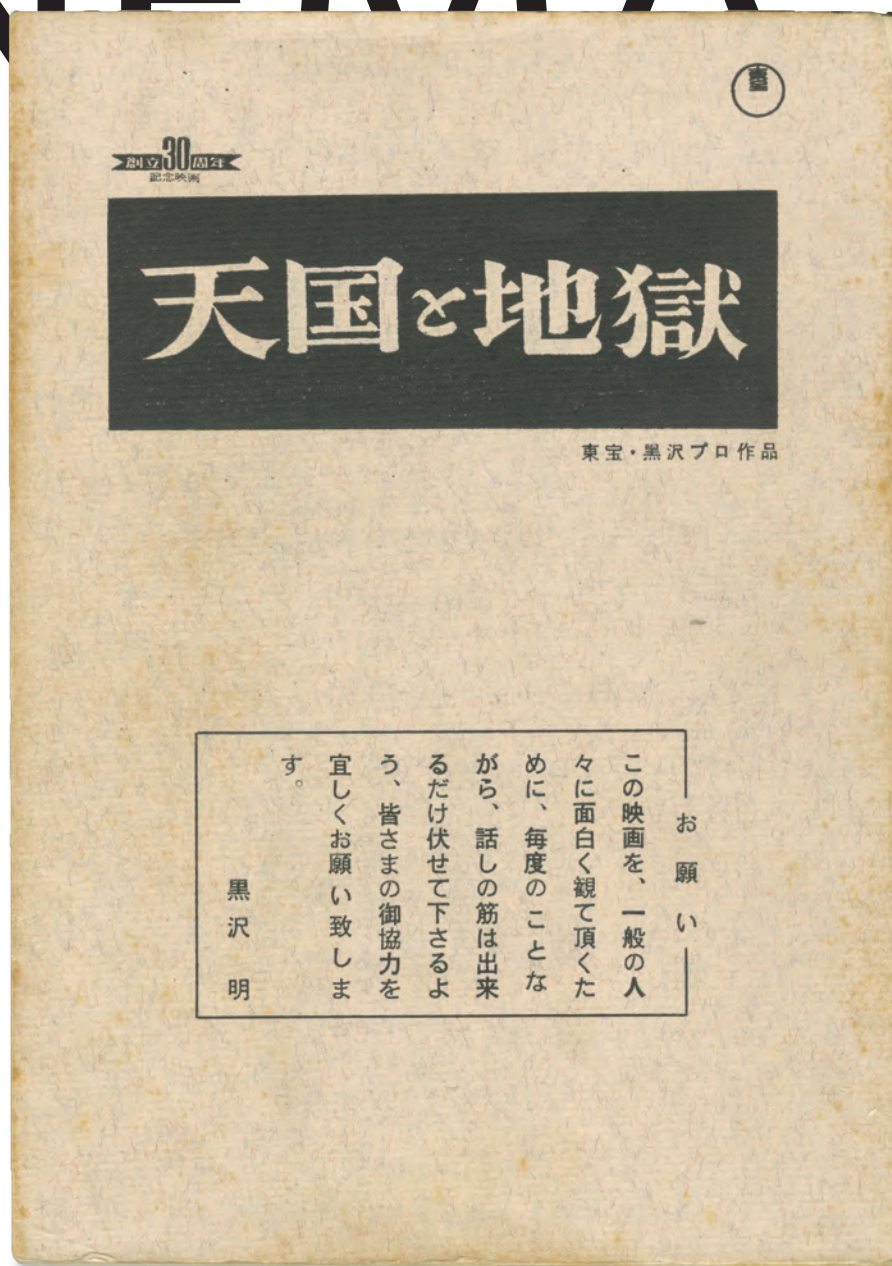 東宝
創立30周年
記念映画
天国と地獄
東宝・黒沢プロ作品
お願い
この映画を、一般の人
々に面白く観て頂くた
めに、毎度のことな
がら、話しの筋は出来
るだけ伏せて下さるよ
う、皆さまの御協力を
宜しくお願い致しま
す。
黒沢 明